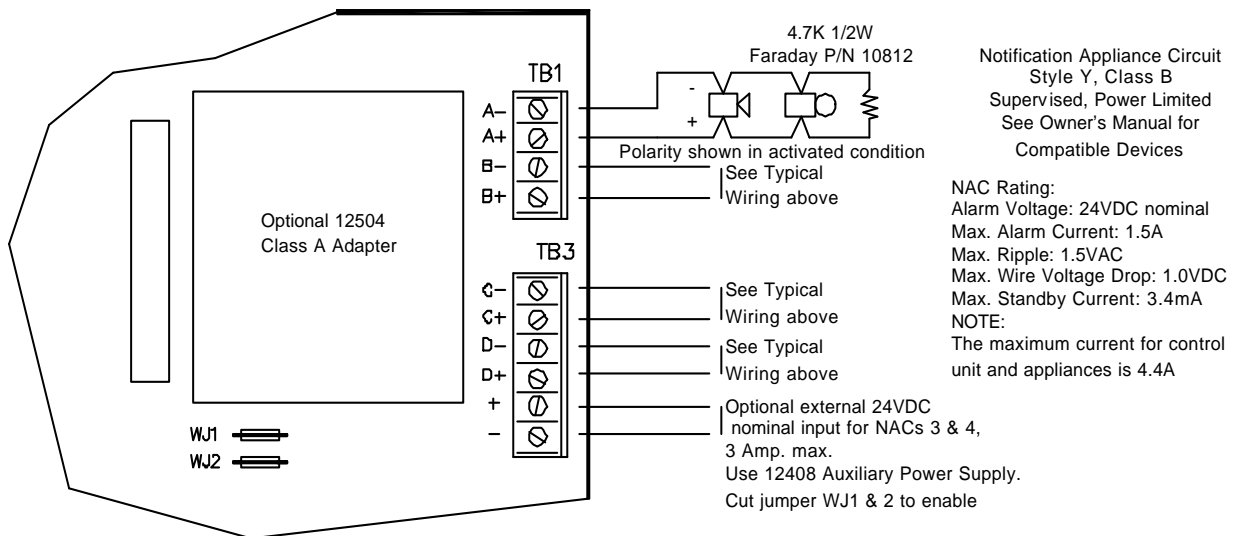 4.7K 1/2W
Faraday P/N 10812
Notification Appliance Circuit
Style Y, Class B
Supervised, Power Limited
See Owner's Manual for
Compatible Devices
TB1
A-
A+
B-
B+
-
+
Polarity shown in activated condition
See Typical
Wiring above
NAC Rating:
Alarm Voltage: 24VDC nominal
Max. Alarm Current: 1.5A
Max. Ripple: 1.5VAC
Max. Wire Voltage Drop: 1.0VDC
Max. Standby Current: 3.4mA
NOTE:
The maximum current for control
unit and appliances is 4.4A
Optional 12504
Class A Adapter
TB3
C-
C+
D-
D+
+
-
See Typical
Wiring above
See Typical
Wiring above
Optional external 24VDC
nominal input for NACs 3 & 4,
3 Amp. max.
Use 12408 Auxiliary Power Supply.
Cut jumper WJ1 & 2 to enable
WJ1
WJ2